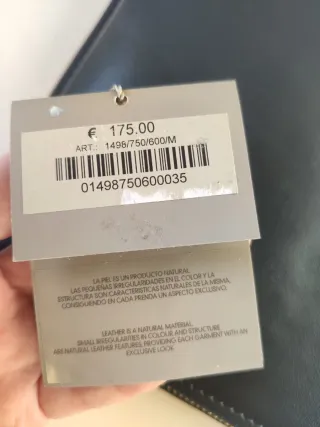 € 175.00
ART.: 1498/750/600/M
01498750600035
LA PIEL ES UN PRODUCTO NATURAL.
LAS PEQUEÑAS IRREGULARIDADES EN EL COLOR Y LA
ESTRUCTURA SON CARACTERISTICAS NATURALES DE LA MISMA,
CONSIGUIENDO EN CADA PRENDA UN ASPECTO EXCLUSIVO.
LEATHER IS A NATURAL MATERIAL.
SMALL IRREGULARITIES IN COLOUR AND STRUCTURE
ARE NATURAL LEATHER FEATURES, PROVIDING EACH GARMENT WITH AN
EXCLUSIVE LOOK.